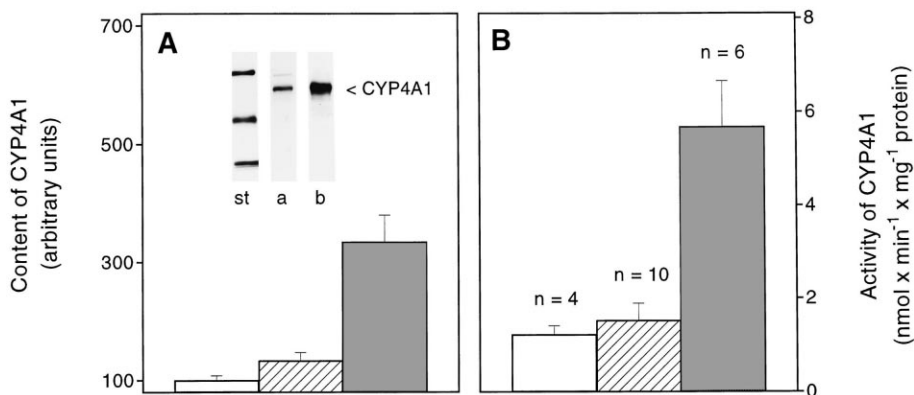 Content of CYP4A1
(arbitrary units)
700
500
300
100
A
< CYP4A1
st a b
B
n = 4
n = 10
n = 6
8
6
4
2
0
Activity of CYP4A1
(nmol x min⁻¹ x mg⁻¹ protein)